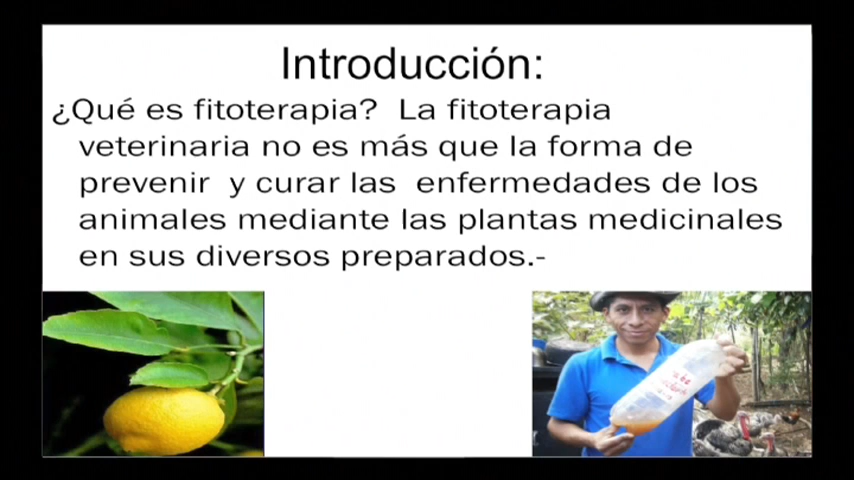 Introducción:
¿Qué es fitoterapia? La fitoterapia
veterinaria no es más que la forma de
prevenir y curar las enfermedades de los
animales mediante las plantas medicinales
en sus diversos preparados.-